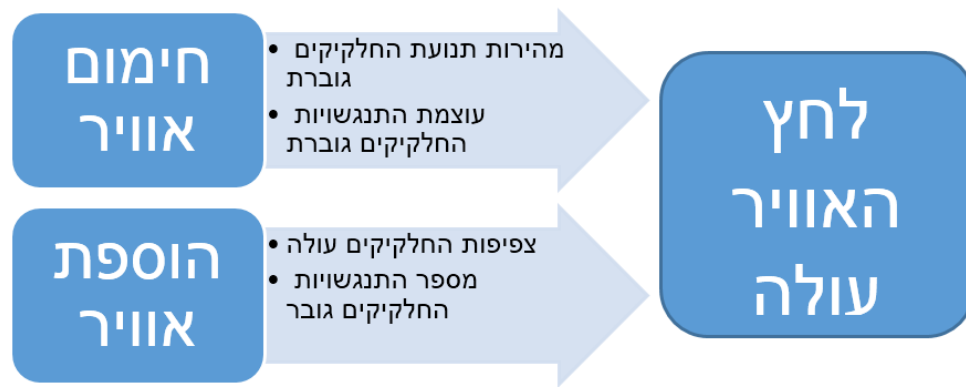 חימום
אוויר
• מהירות תנועת החלקיקים
גוברת
• עוצמת התנגשויות
החלקיקים גוברת
הוספת
אוויר
• צפיפות החלקיקים עולה
• מספר התנגשויות
החלקיקים גובר
לחץ
האוויר
עולה